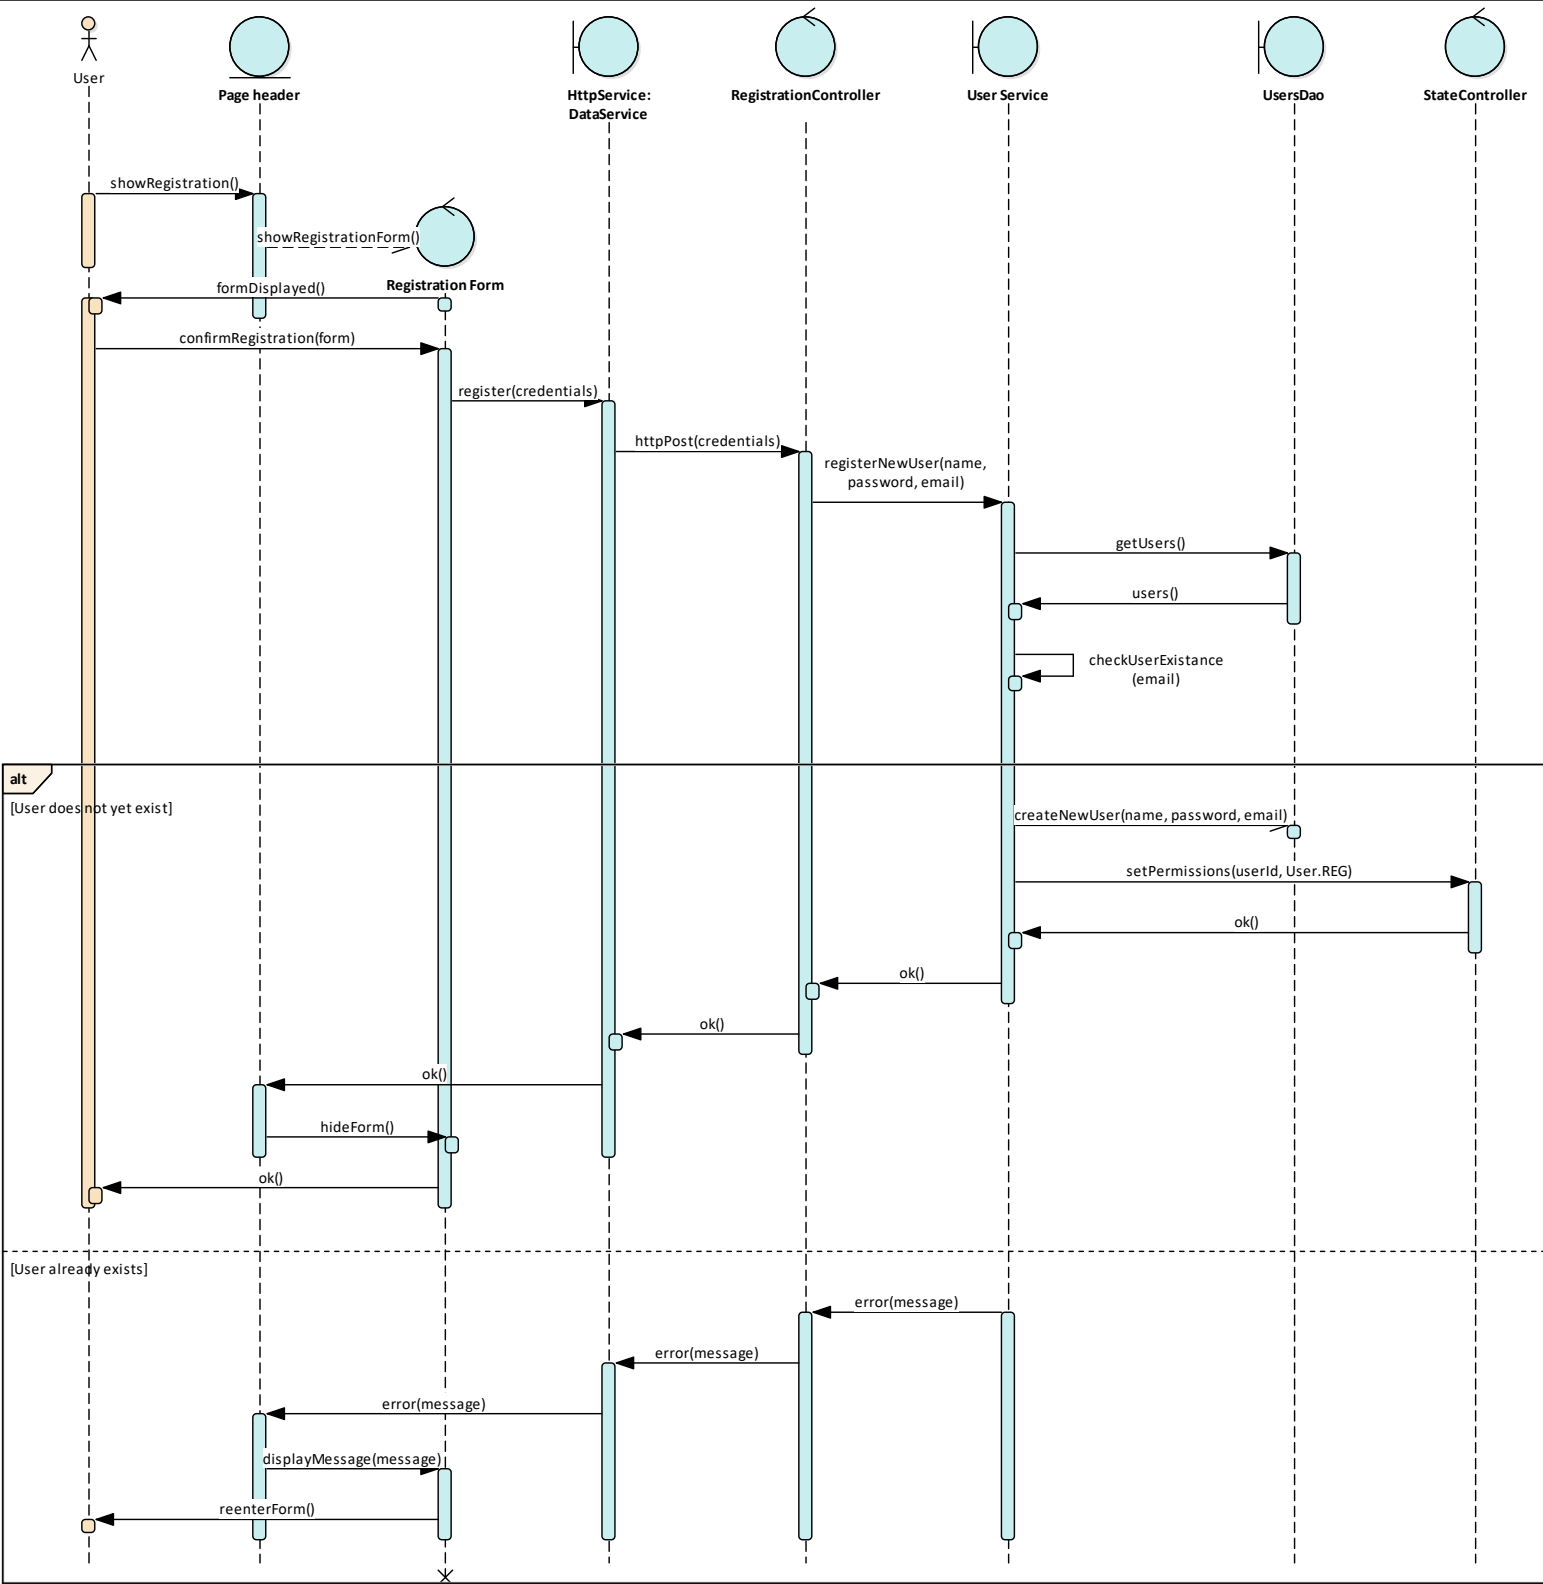 User
Page header
HttpService:
DataService
RegistrationController
User Service
UsersDao
StateController
showRegistration()
showRegistrationForm()
Registration Form
formDisplayed()
confirmRegistration(form)
register(credentials)
httpPost(credentials)
registerNewUser(name,
password, email)
getUsers()
users()
checkUserExistance
(email)
alt
[User does not yet exist]
createNewUser(name, password, email)
setPermissions(userId, User.REG)
ok()
ok()
ok()
ok()
hideForm()
ok()
[User already exists]
error(message)
error(message)
error(message)
displayMessage(message)
reenterForm()